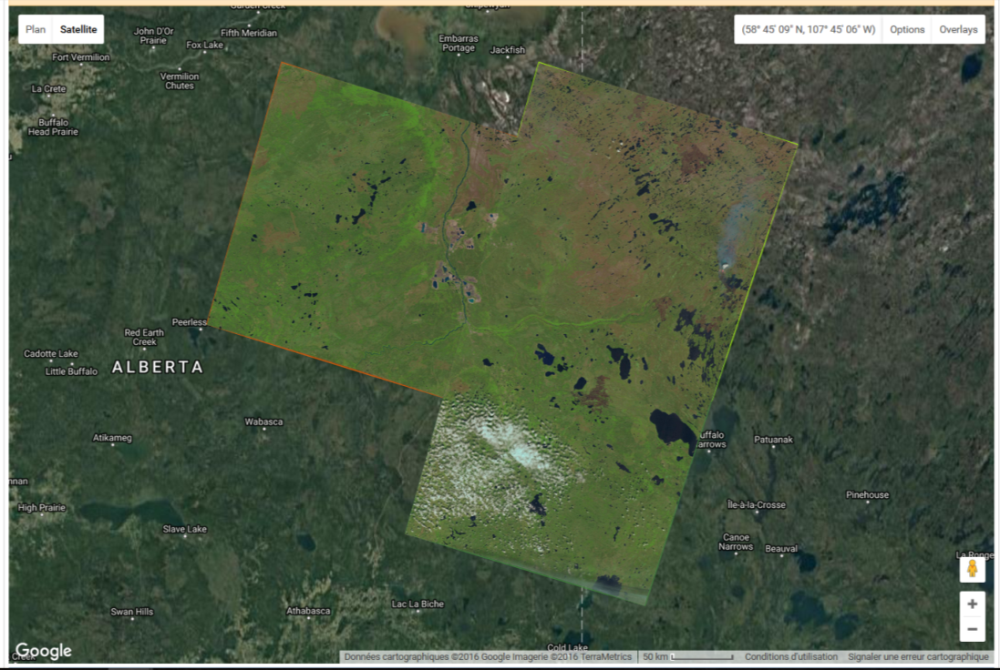 Garden Creek
Plan Satellite
John D'Or
Prairie
Fifth Meridian
Fox Lake
Fort Vermilion
Vermilion
Chutes
La Crete
Buffalo
Head Prairie
Embarras
Portage
Jackfish
(58° 45' 09" N, 107° 45' 06" W) Options Overlays
Peerless
Red Earth
Creek
Cadotte Lake
Little Buffalo
ALBERTA
Wabasca
Atikameg
High Prairie
Slave Lake
Swan Hills
Athabasca
Lac La Biche
Cold Lake
uffalo
arrows
Patuanak
Île-à-la-Crosse
Pinehouse
Canoe
Narrows
Beauval
La Ronge
+
−
Google
Données cartographiques ©2016 Google Imagerie ©2016 TerraMetrics
50 km
Conditions d'utilisation
Signaler une erreur cartographique